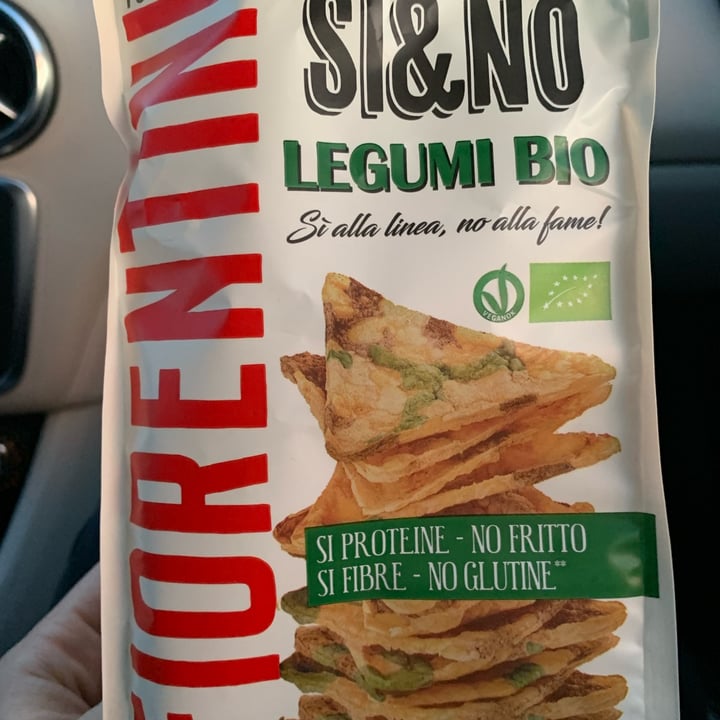 SI&NO
LEGUMI BIO
Sì alla linea, no alla fame!
VEGANOK
SI PROTEINE - NO FRITTO
SI FIBRE - NO GLUTINE**